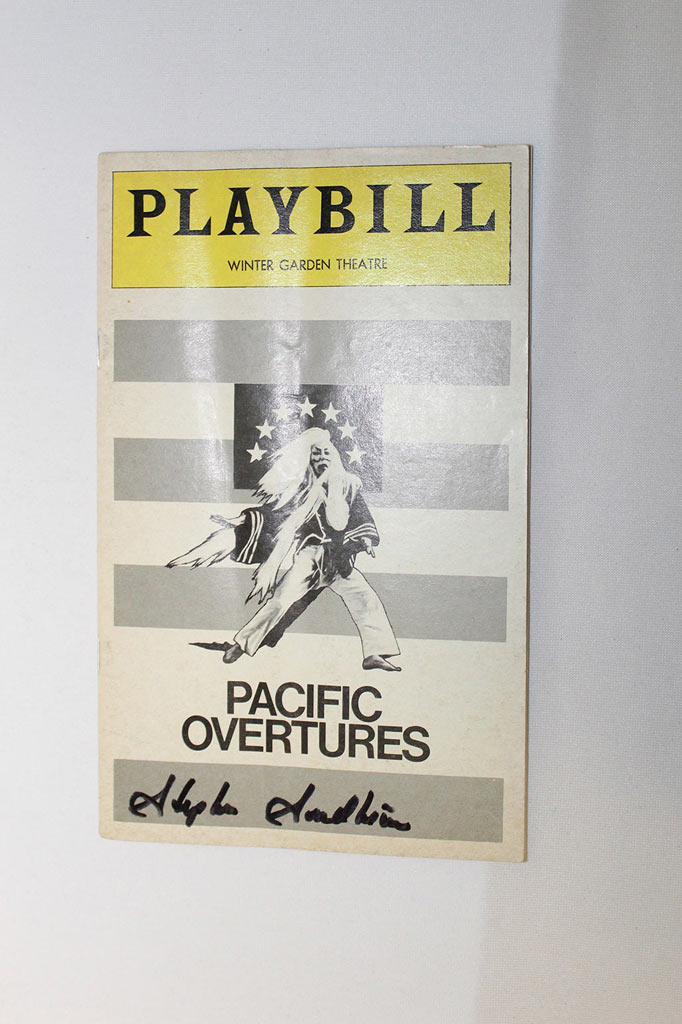 PLAYBILL
WINTER GARDEN THEATRE
PACIFIC
OVERTURES
Stephen Sondheim